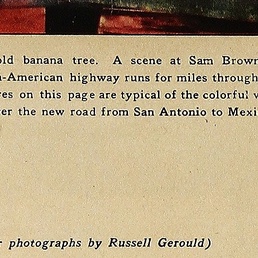 old banana tree. A scene at Sam Brown
-American highway runs for miles through
es on this page are typical of the colorful v
er the new road from San Antonio to Mexi
photographs by Russell Gerould)